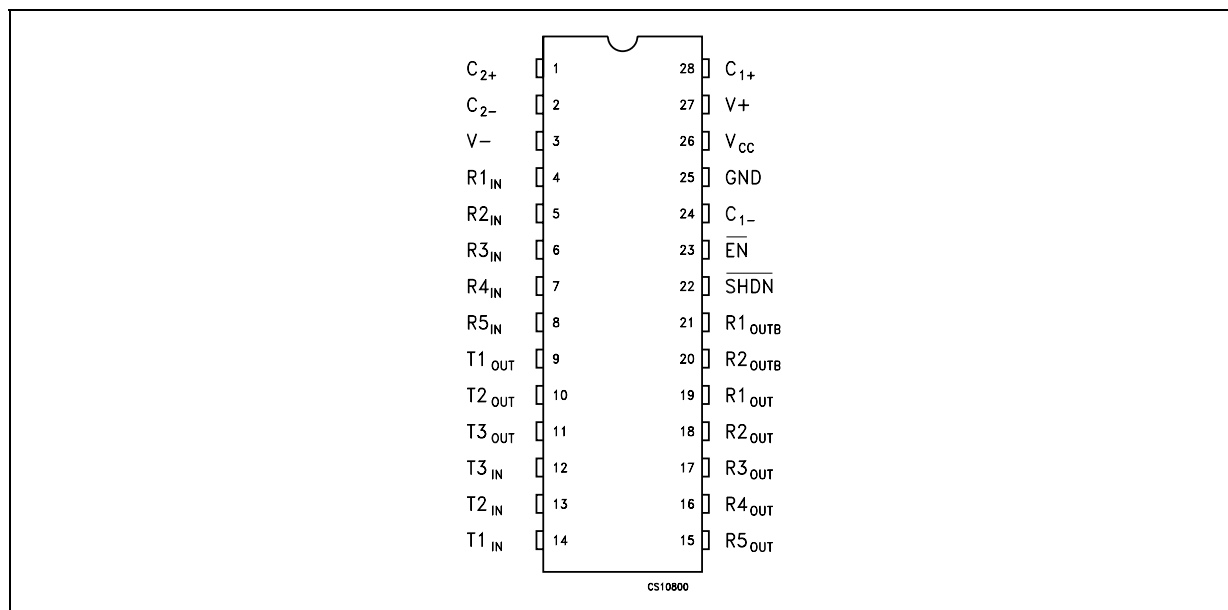 C2+ 1 28 C1+
C2– 2 27 V+
V– 3 26 VCC
R1IN 4 25 GND
R2IN 5 24 C1–
R3IN 6 23 E̅N̅
R4IN 7 22 S̅H̅D̅N̅
R5IN 8 21 R1OUTB
T1OUT 9 20 R2OUTB
T2OUT 10 19 R1OUT
T3OUT 11 18 R2OUT
T3IN 12 17 R3OUT
T2IN 13 16 R4OUT
T1IN 14 15 R5OUT
CS10800